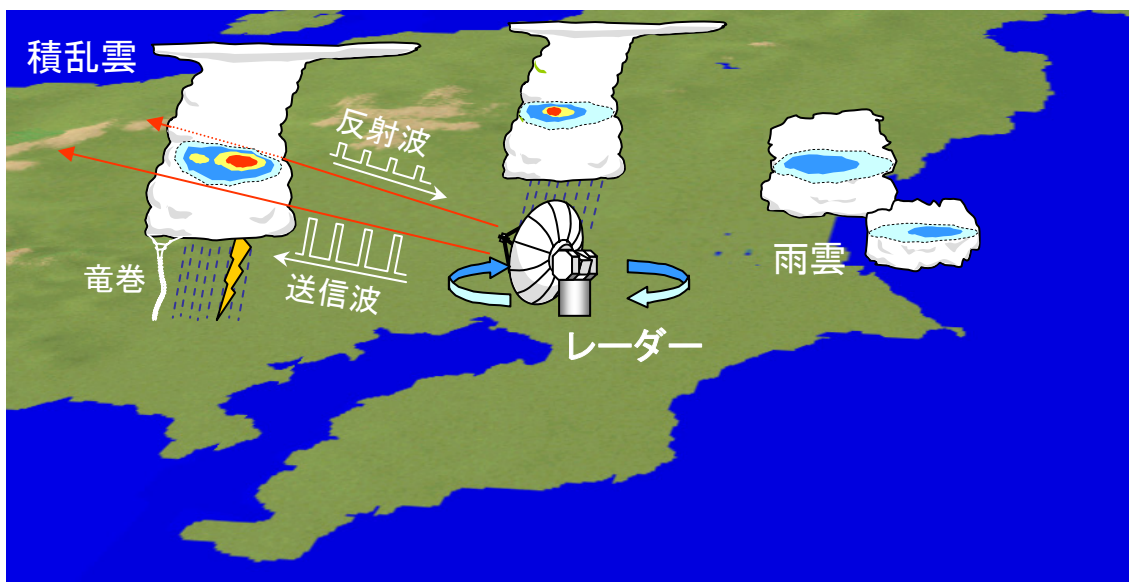 積乱雲
反射波
竜巻
送信波
雨雲
レーダー